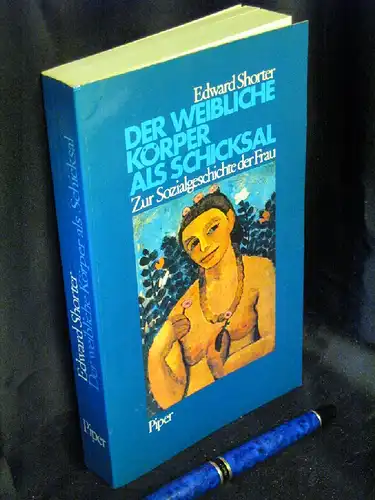 Edward Shorter
DER WEIBLICHE
KÖRPER
ALS SCHICKSAL
Zur Sozialgeschichte der Frau
Piper
Edward Shorter
Der weibliche Körper als Schicksal
Piper